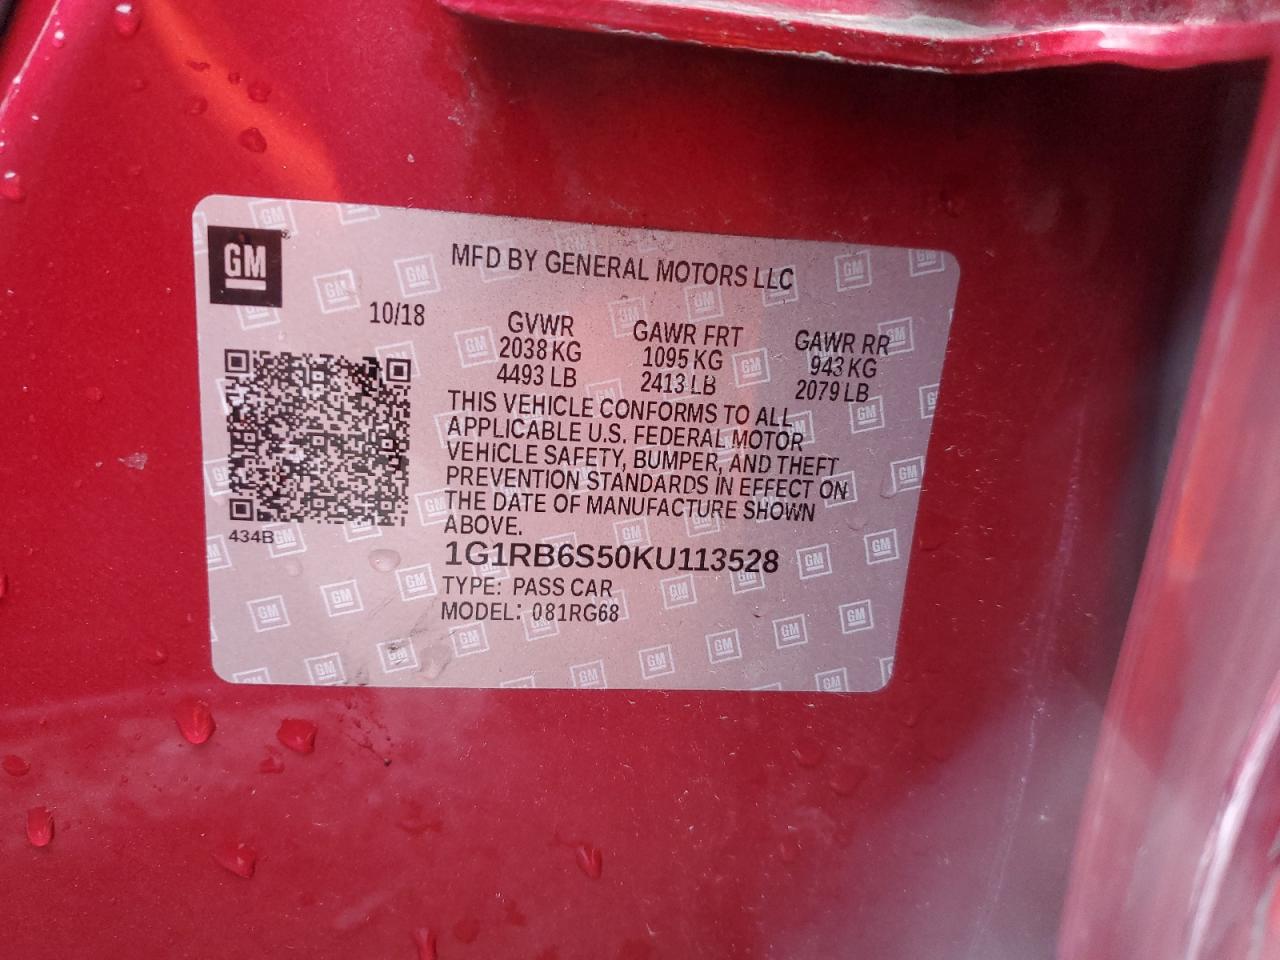 GM
MFD BY GENERAL MOTORS LLC
10/18
GVWR GAWR FRT GAWR RR
2038 KG 1095 KG 943 KG
4493 LB 2413 LB 2079 LB
THIS VEHICLE CONFORMS TO ALL
APPLICABLE U.S. FEDERAL MOTOR
VEHICLE SAFETY, BUMPER, AND THEFT
PREVENTION STANDARDS IN EFFECT ON
THE DATE OF MANUFACTURE SHOWN
ABOVE.
434B
1G1RB6S50KU113528
TYPE: PASS CAR
MODEL: 081RG68